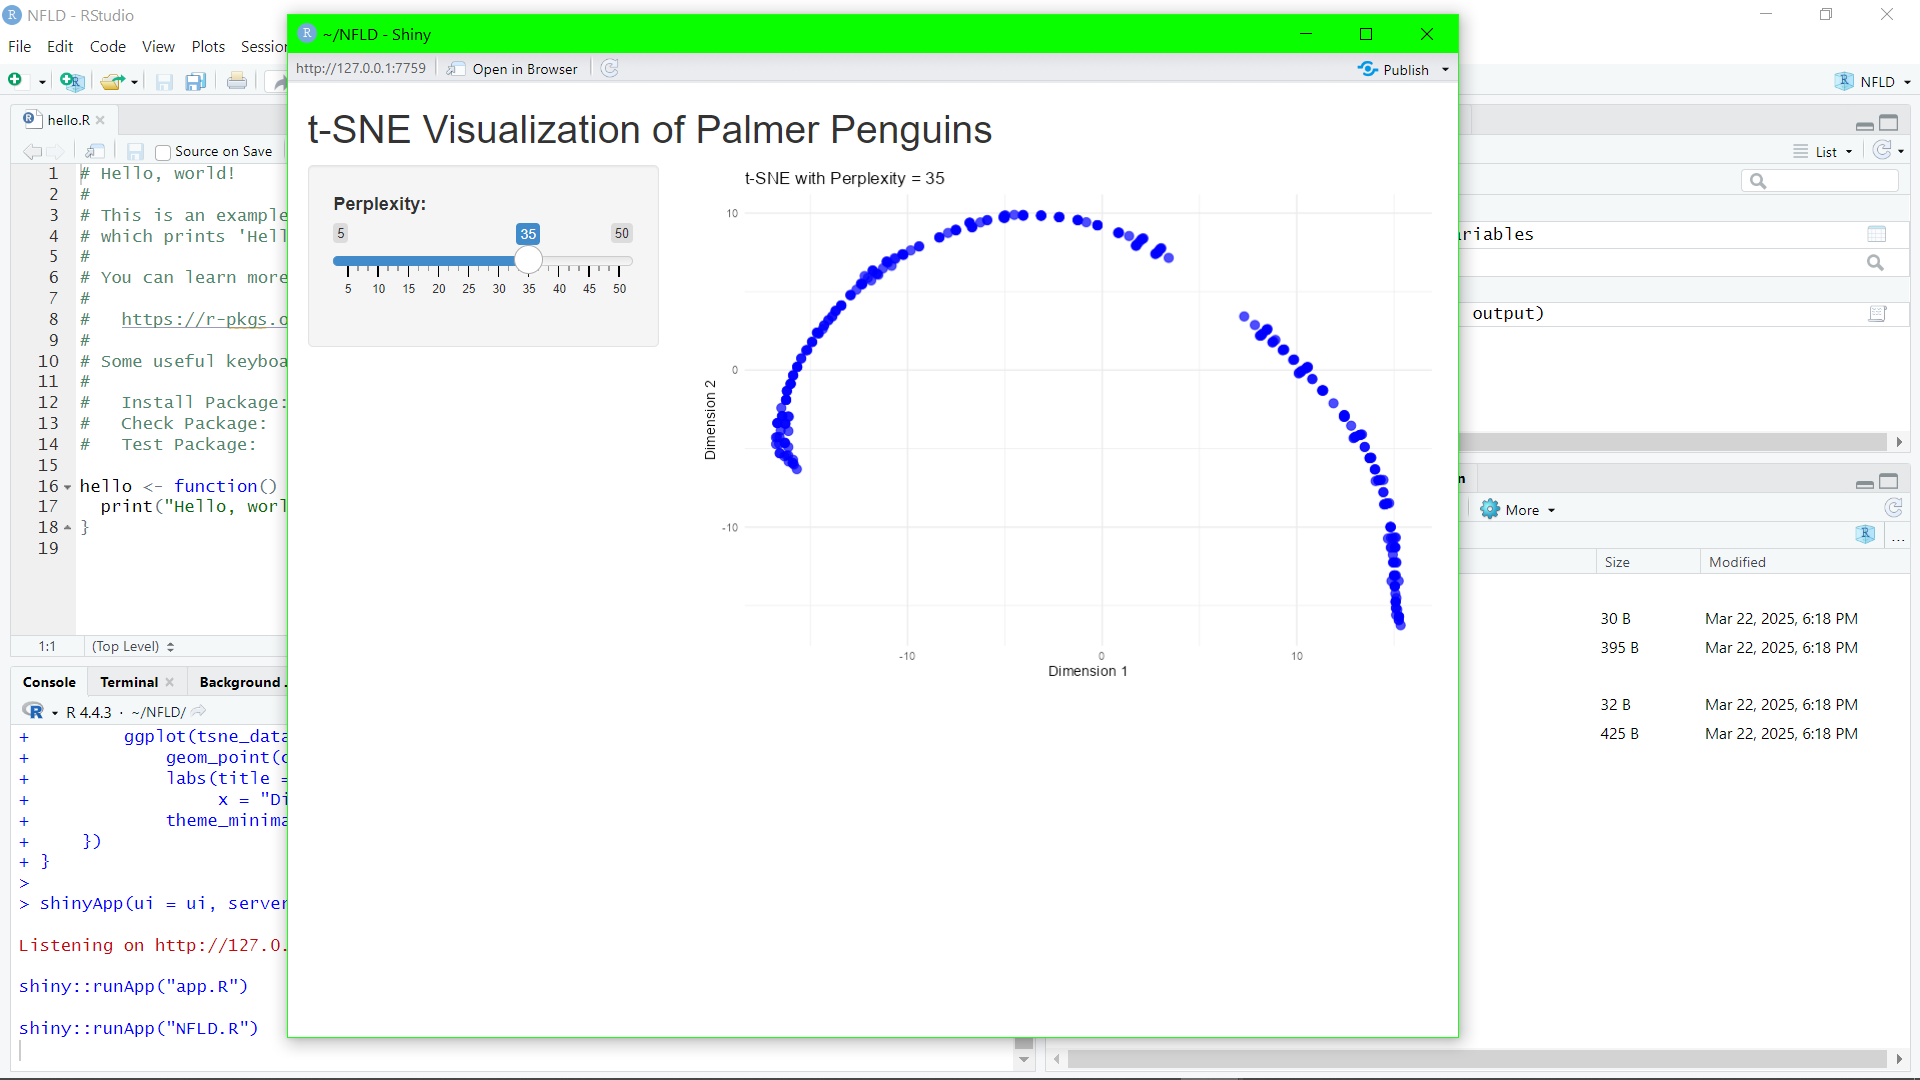 NFLD - RStudio
File Edit Code View Plots Session
NFLD
hello.R
Source on Save
1 # Hello, world!
2 #
3 # This is an example
4 # which prints 'Hell
5 #
6 # You can learn more
7 #
8 #   https://r-pkgs.o
9 #
10 # Some useful keyboa
11 #
12 #   Install Package:
13 #   Check Package:
14 #   Test Package:
15
16 hello <- function()
17   print("Hello, worl
18 }
19
1:1 (Top Level)
Console Terminal Background
R 4.4.3 · ~/NFLD/
+ ggplot(tsne_data
+ geom_point(
+ labs(title =
+ x = "Di
+ theme_minima
+ })
+ }
>
> shinyApp(ui = ui, server
Listening on http://127.0.
shiny::runApp("app.R")
shiny::runApp("NFLD.R")
~/NFLD - Shiny
http://127.0.0.1:7759 Open in Browser Publish
t-SNE Visualization of Palmer Penguins
Perplexity:
5 35 50
5 10 15 20 25 30 35 40 45 50
t-SNE with Perplexity = 35
10
0
-10
Dimension 2
-10 0 10
Dimension 1
List
riables
output)
n
More
...
Size Modified
30 B Mar 22, 2025, 6:18 PM
395 B Mar 22, 2025, 6:18 PM
32 B Mar 22, 2025, 6:18 PM
425 B Mar 22, 2025, 6:18 PM